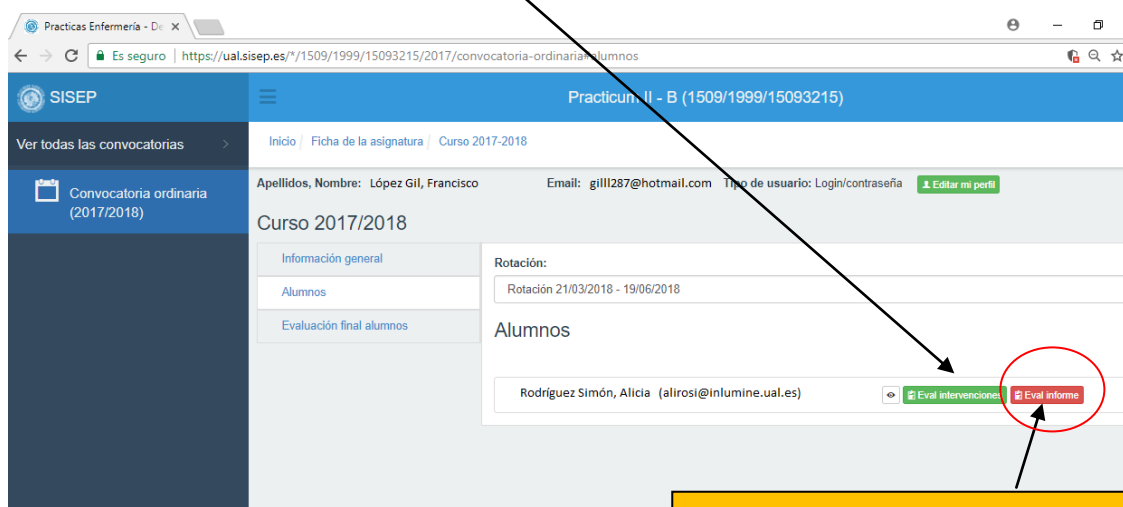 Practicas Enfermería - De
Es seguro | https://ual.sisep.es/*/1509/1999/15093215/2017/convocatoria-ordinaria#alumnos
SISEP
Practicum II - B (1509/1999/15093215)
Ver todas las convocatorias
Inicio / Ficha de la asignatura / Curso 2017-2018
Convocatoria ordinaria
(2017/2018)
Apellidos, Nombre: López Gil, Francisco Email: gilll287@hotmail.com Tipo de usuario: Login/contraseña Editar mi perfil
Curso 2017/2018
Información general
Alumnos
Evaluación final alumnos
Rotación:
Rotación 21/03/2018 - 19/06/2018
Alumnos
Rodríguez Simón, Alicia (alirosi@inlumine.ual.es) Eval intervenciones Eval informe